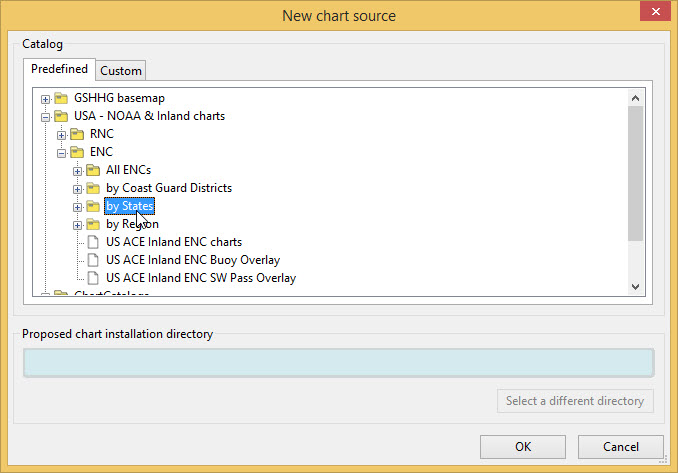 New chart source
Catalog
Predefined
Custom
GSHHG basemap
USA - NOAA & Inland charts
RNC
ENC
All ENCs
by Coast Guard Districts
by States
by Region
US ACE Inland ENC charts
US ACE Inland ENC Buoy Overlay
US ACE Inland ENC SW Pass Overlay
ChartCatalogs
Proposed chart installation directory
Select a different directory
OK
Cancel